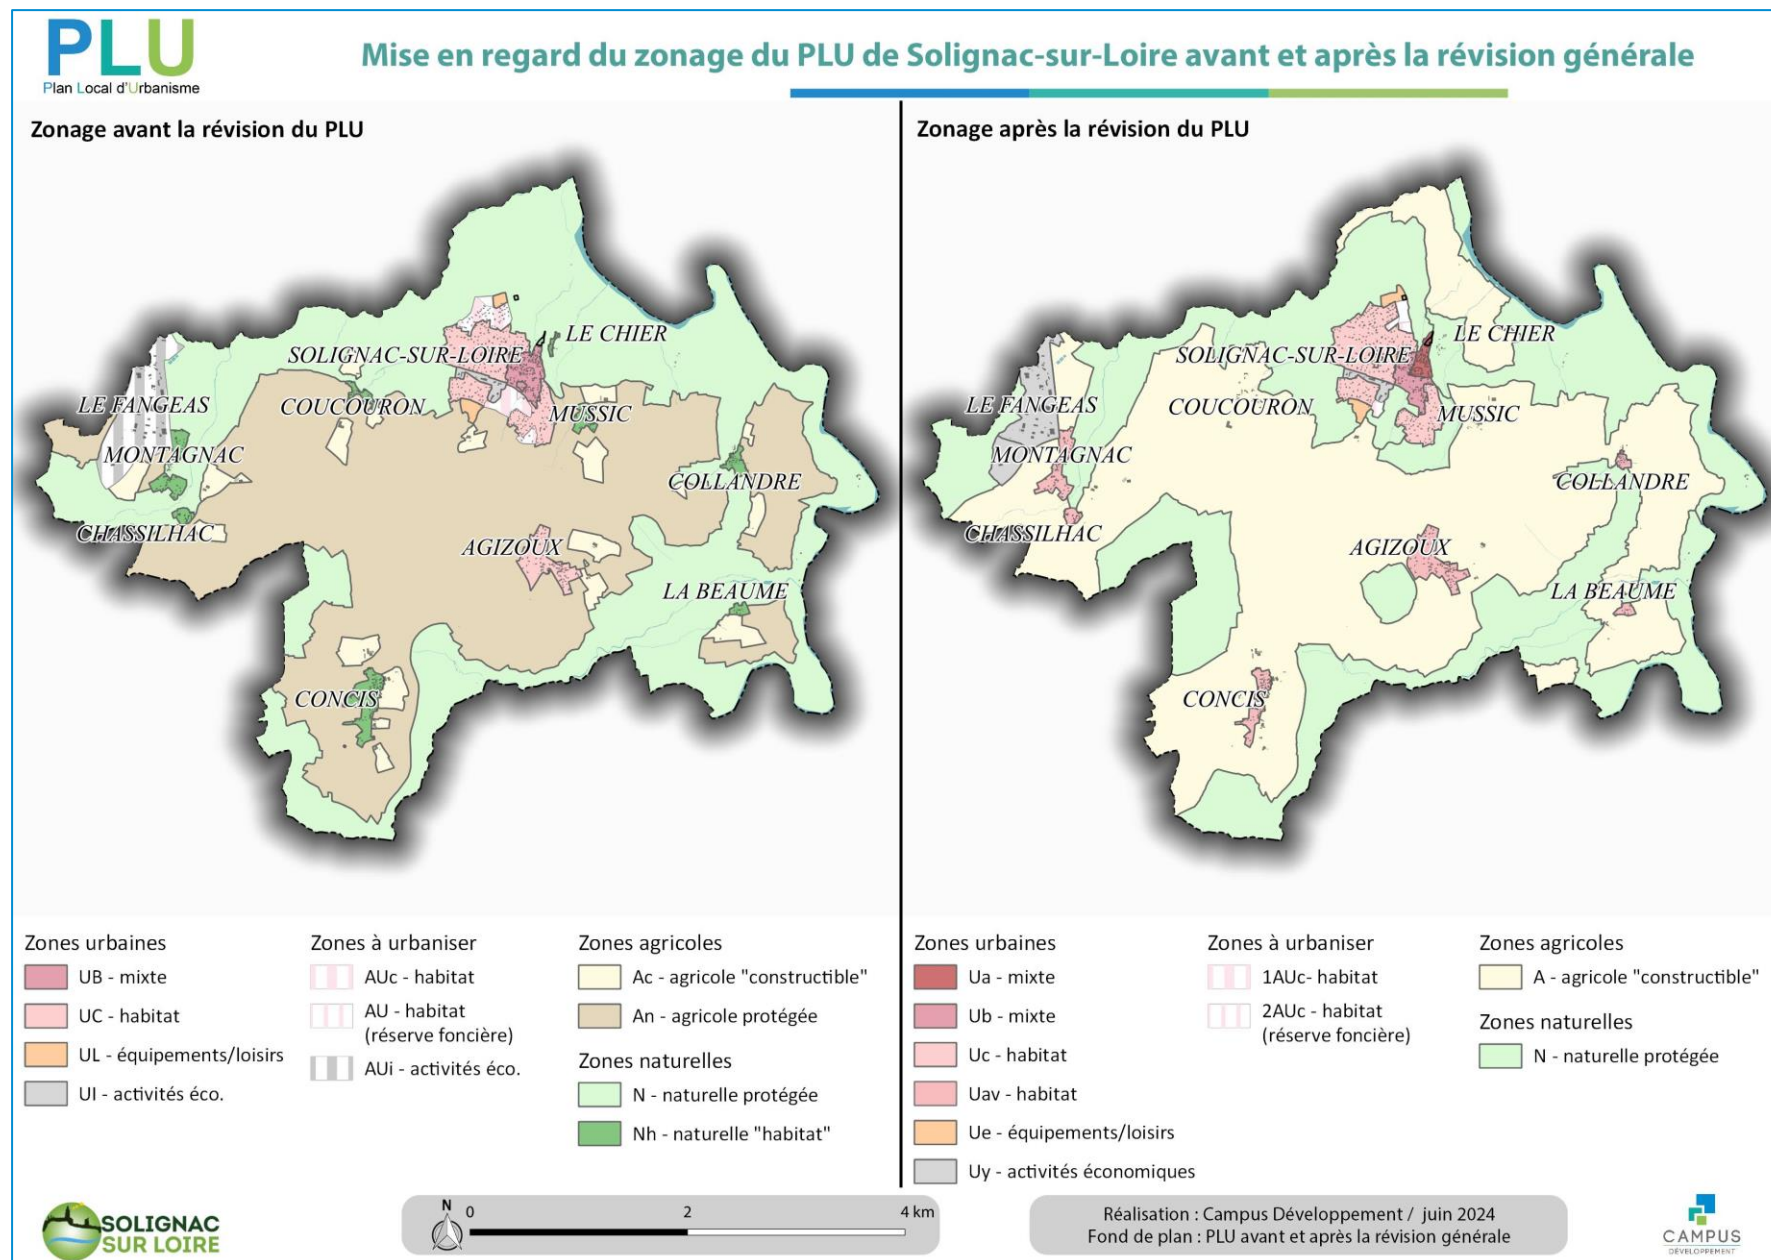 PLU
Plan Local d'Urbanisme
Mise en regard du zonage du PLU de Solignac-sur-Loire avant et après la révision générale
Zonage avant la révision du PLU
LE CHIER
SOLIGNAC-SUR-LOIRE
LE FANGEAS
COUCOURON
MUSSIC
MONTAGNAC
COLLANDRE
CHASSILHAC
AGIZOUX
LA BEAUME
CONCIS
Zones urbaines
UB - mixte
UC - habitat
UL - équipements/loisirs
UI - activités éco.
Zones à urbaniser
AUc - habitat
AU - habitat
(réserve foncière)
AUi - activités éco.
Zones agricoles
Ac - agricole "constructible"
An - agricole protégée
Zones naturelles
N - naturelle protégée
Nh - naturelle "habitat"
Zonage après la révision du PLU
LE CHIER
SOLIGNAC-SUR-LOIRE
LE FANGEAS
COUCOURON
MUSSIC
MONTAGNAC
COLLANDRE
CHASSILHAC
AGIZOUX
LA BEAUME
CONCIS
Zones urbaines
Ua - mixte
Ub - mixte
Uc - habitat
Uav - habitat
Ue - équipements/loisirs
Uy - activités économiques
Zones à urbaniser
1AUc- habitat
2AUc - habitat
(réserve foncière)
Zones agricoles
A - agricole "constructible"
Zones naturelles
N - naturelle protégée
SOLIGNAC
SUR LOIRE
N
0 2 4 km
Réalisation : Campus Développement / juin 2024
Fond de plan : PLU avant et après la révision générale
CAMPUS
DÉVELOPPEMENT